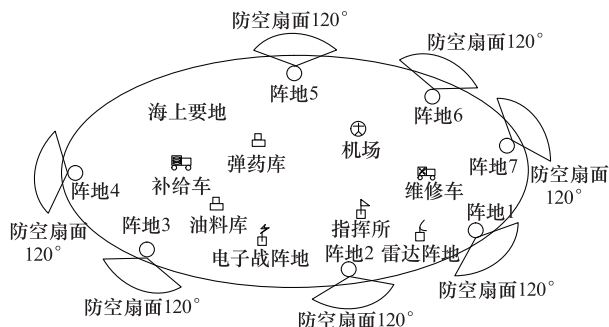 防空扇面120°
防空扇面120°
阵地5
阵地6
海上要地
机场
阵地7
弹药库
防空扇面
120°
阵地4
补给车
维修车
油料库
指挥所
阵地1
防空扇面
120°
阵地3
电子战阵地
阵地2
雷达阵地
防空扇面120°
防空扇面120°
防空扇面120°